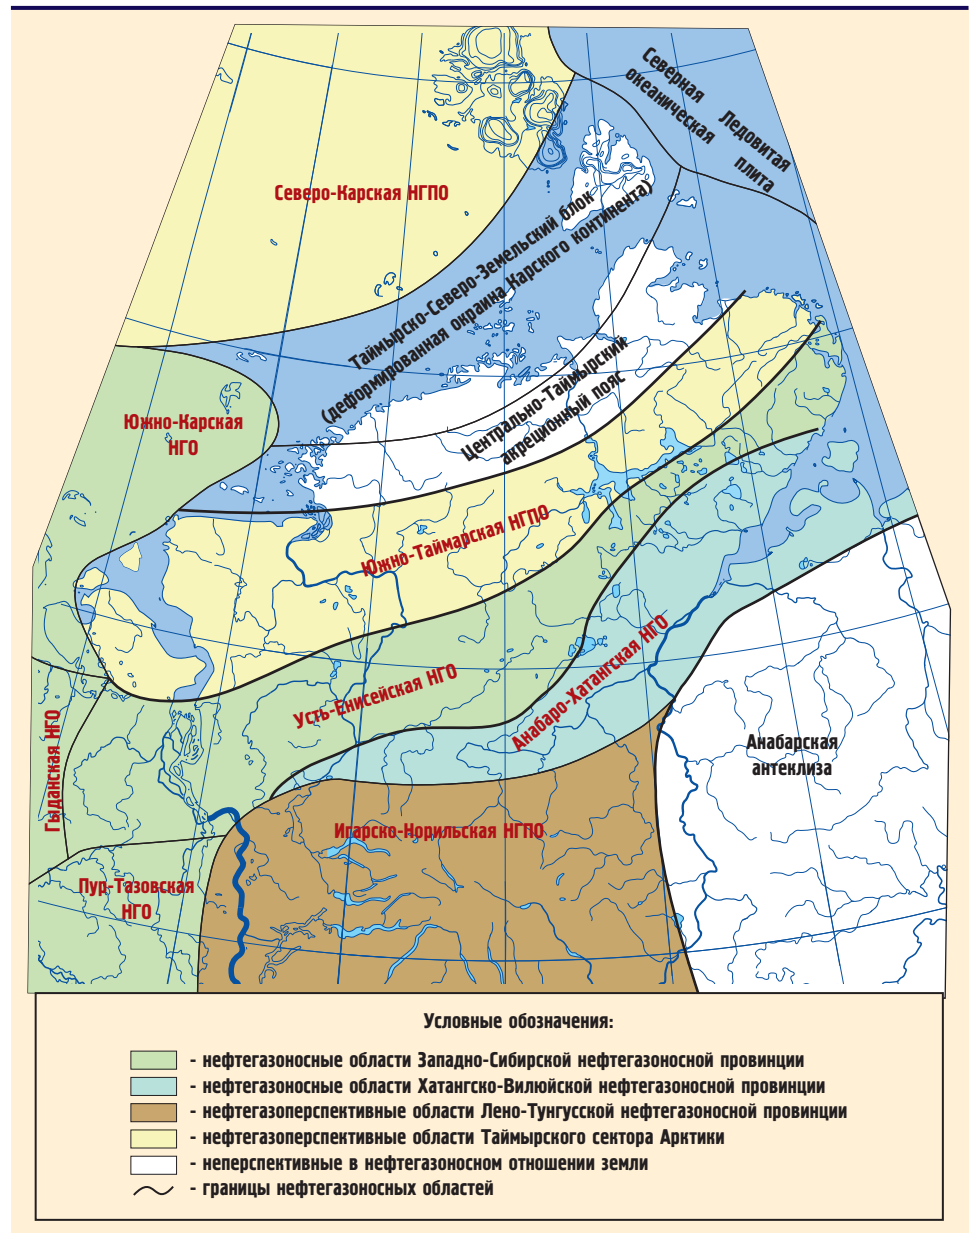 Северная Ледовитая
океаническая плита
Северо-Карская НГПО
Таймырско-Северо-Земельский блок
(деформированная окраина Карского континента)
Центрально-Таймырский
акреционный пояс
Южно-Карская
НГО
Южно-Таймарская НГПО
Усть-Енисейская НГО
Анабаро-Хатангская НГО
Гыданская НГО
Анабарская
антеклиза
Игарско-Норильская НГПО
Пур-Тазовская
НГО
Условные обозначения:
- нефтегазоносные области Западно-Сибирской нефтегазоносной провинции
- нефтегазоносные области Хатангско-Вилюйской нефтегазоносной провинции
- нефтегазоперспективные области Лено-Тунгусской нефтегазоносной провинции
- нефтегазоперспективные области Таймырского сектора Арктики
- неперспективные в нефтегазоносном отношении земли
- границы нефтегазоносных областей